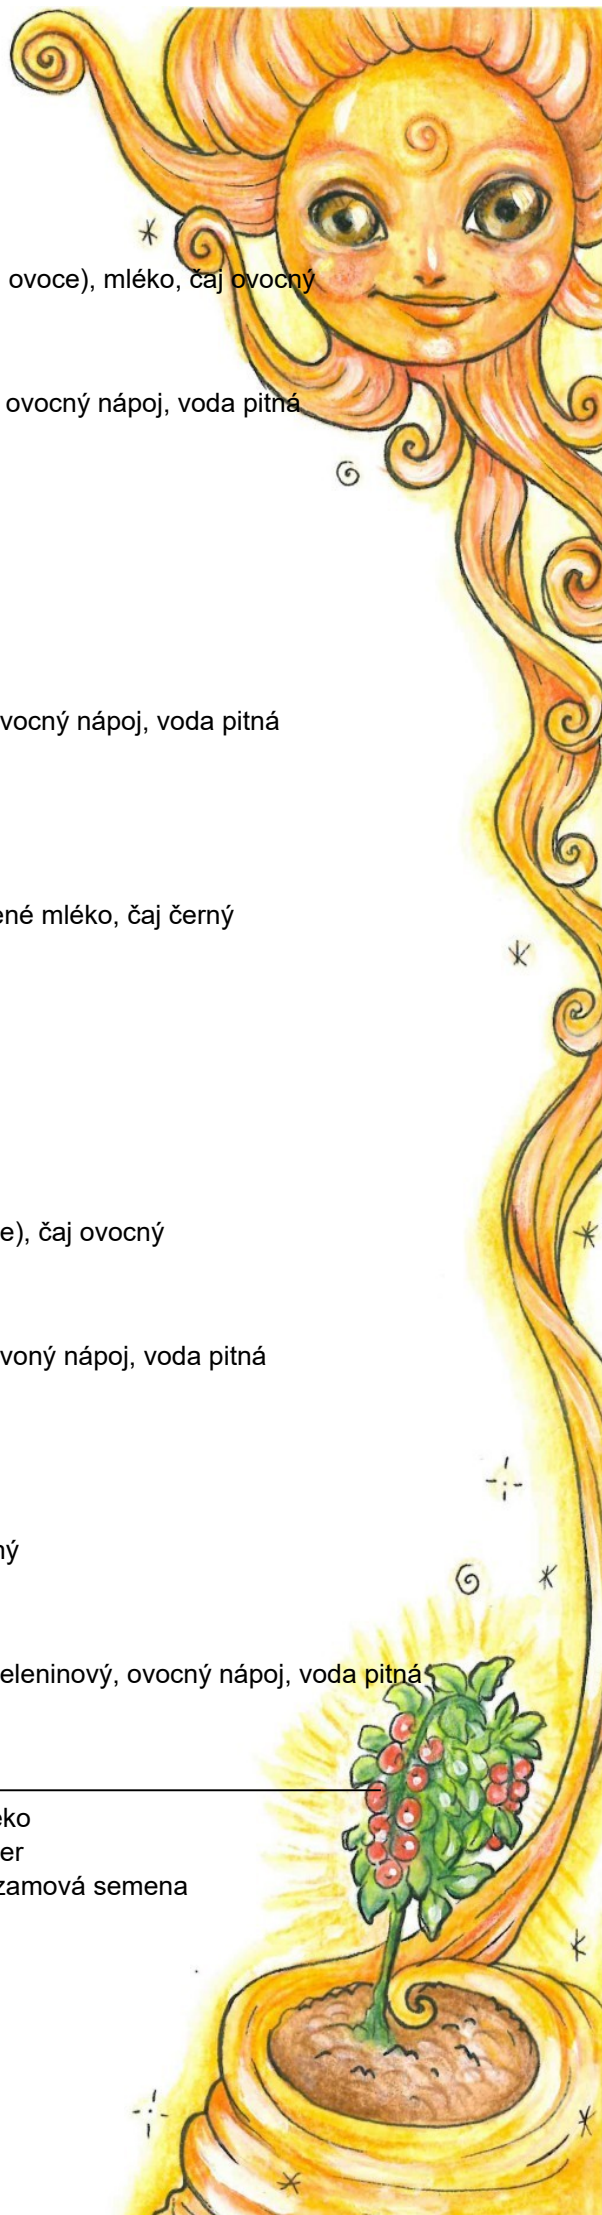 ovoce), mléko, čaj ovocný
ovocný nápoj, voda pitná
vocný nápoj, voda pitná
ené mléko, čaj černý
e), čaj ovocný
voný nápoj, voda pitná
ný
eleninový, ovocný nápoj, voda pitná
éko
er
zamová semena